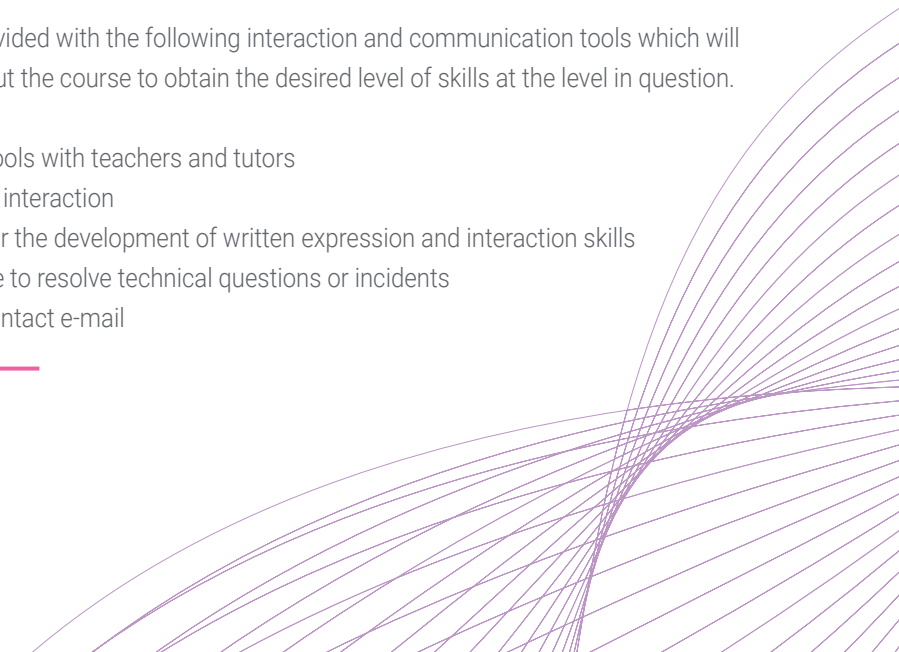 vided with the following interaction and communication tools which will
ut the course to obtain the desired level of skills at the level in question.
ools with teachers and tutors
interaction
r the development of written expression and interaction skills
e to resolve technical questions or incidents
ntact e-mail